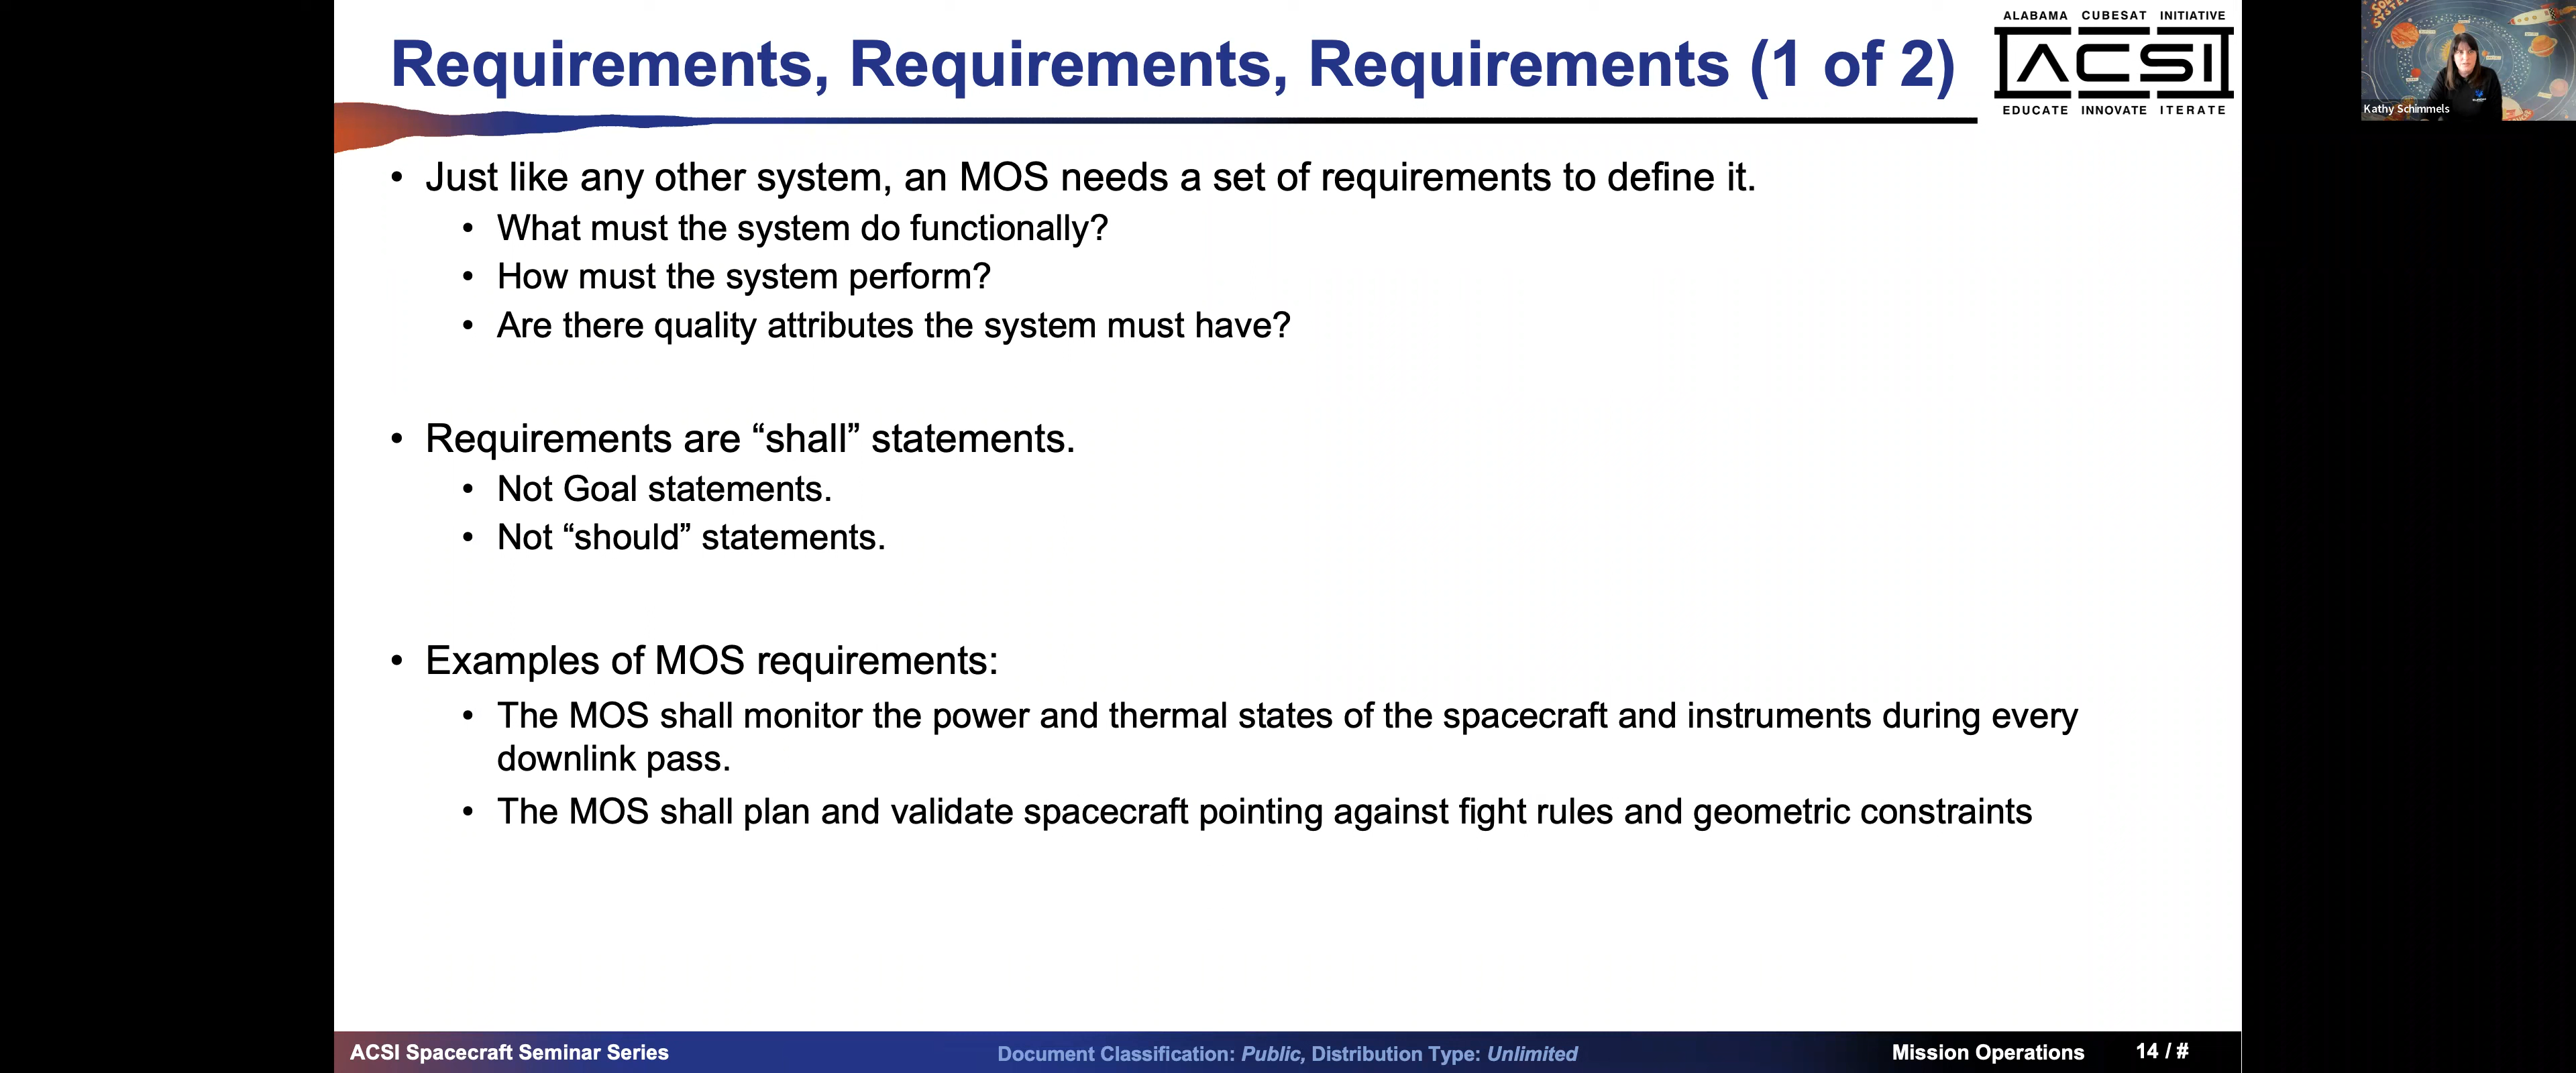 Requirements, Requirements, Requirements (1 of 2)
ALABAMA CUBESAT INITIATIVE
ACSI
EDUCATE INNOVATE ITERATE
Kathy Schimmels
• Just like any other system, an MOS needs a set of requirements to define it.
• What must the system do functionally?
• How must the system perform?
• Are there quality attributes the system must have?
• Requirements are “shall” statements.
• Not Goal statements.
• Not “should” statements.
• Examples of MOS requirements:
• The MOS shall monitor the power and thermal states of the spacecraft and instruments during every
downlink pass.
• The MOS shall plan and validate spacecraft pointing against fight rules and geometric constraints
ACSI Spacecraft Seminar Series
Document Classification: Public, Distribution Type: Unlimited
Mission Operations
14 / #